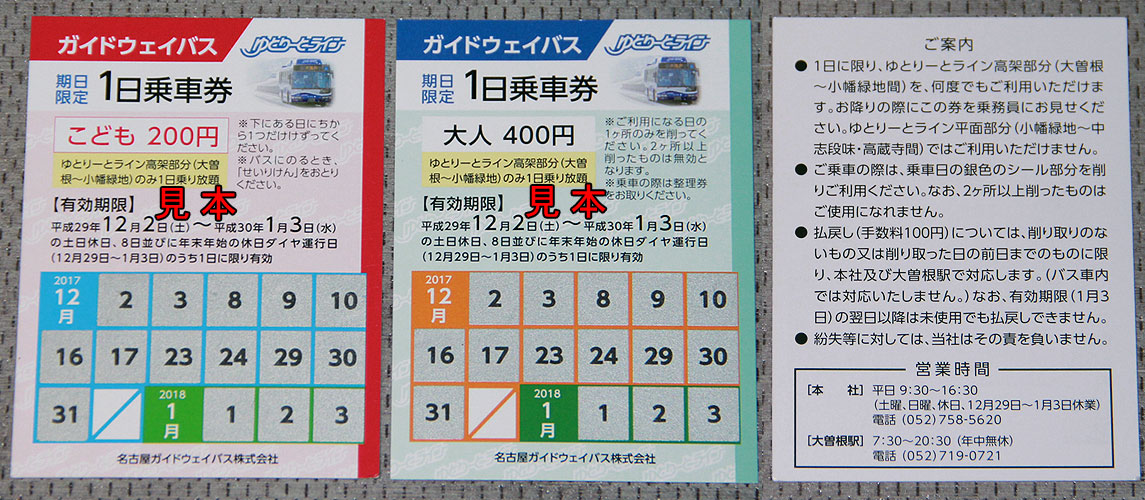 ガイドウェイバス ゆとりーとライン
期日
限定
1日乗車券
こども 200円
※下にある日にちか
ら1つだけけずってく
ださい。
※バスにのるとき、
「せいりけん」をおとり
ください。
ゆとりーとライン高架部分(大曽
根〜小幡緑地)のみ1日乗り放題
見本
【有効期限】
平成29年12月2日(土)〜平成30年1月3日(水)
の土日休日、8日並びに年末年始の休日ダイヤ運行日
(12月29日〜1月3日)のうち1日に限り有効
2017
12
月
2 3 8 9 10
16 17 23 24 29 30
31
2018
1
月
1 2 3
名古屋ガイドウェイバス株式会社
ガイドウェイバス ゆとりーとライン
期日
限定
1日乗車券
大人 400円
※ご利用になる日の
1ヶ所のみを削ってく
ださい。2ヶ所以上
削ったものは無効と
なります。
※乗車の際は整理券
をお取りください。
ゆとりーとライン高架部分(大曽
根〜小幡緑地)のみ1日乗り放題
見本
【有効期限】
平成29年12月2日(土)〜平成30年1月3日(水)
の土日休日、8日並びに年末年始の休日ダイヤ運行日
(12月29日〜1月3日)のうち1日に限り有効
2017
12
月
2 3 8 9 10
16 17 23 24 29 30
31
2018
1
月
1 2 3
名古屋ガイドウェイバス株式会社
ご案内
● 1日に限り、ゆとりーとライン高架部分(大曽根
〜小幡緑地間)を、何度でもご利用いただけま
す。お降りの際にこの券を乗務員にお見せくだ
さい。ゆとりーとライン平面部分(小幡緑地〜中
志段味・高蔵寺間)ではご利用いただけません。
● ご乗車の際は、乗車日の銀色のシール部分を削
りご利用ください。なお、2ヶ所以上削ったものは
ご使用になれません。
● 払戻し(手数料100円)については、削り取りのな
いもの又は削り取った日の前日までのものに限
り、本社及び大曽根駅で対応します。(バス車内
では対応いたしません。)なお、有効期限(1月3
日)の翌日以降は未使用でも払戻しできません。
● 紛失等に対しては、当社はその責を負いません。
営業時間
[本 社] 平日 9:30〜16:30
(土曜、日曜、休日、12月29日〜1月3日休業)
電話 (052)758-5620
[大曽根駅] 7:30〜20:30 (年中無休)
電話 (052)719-0721